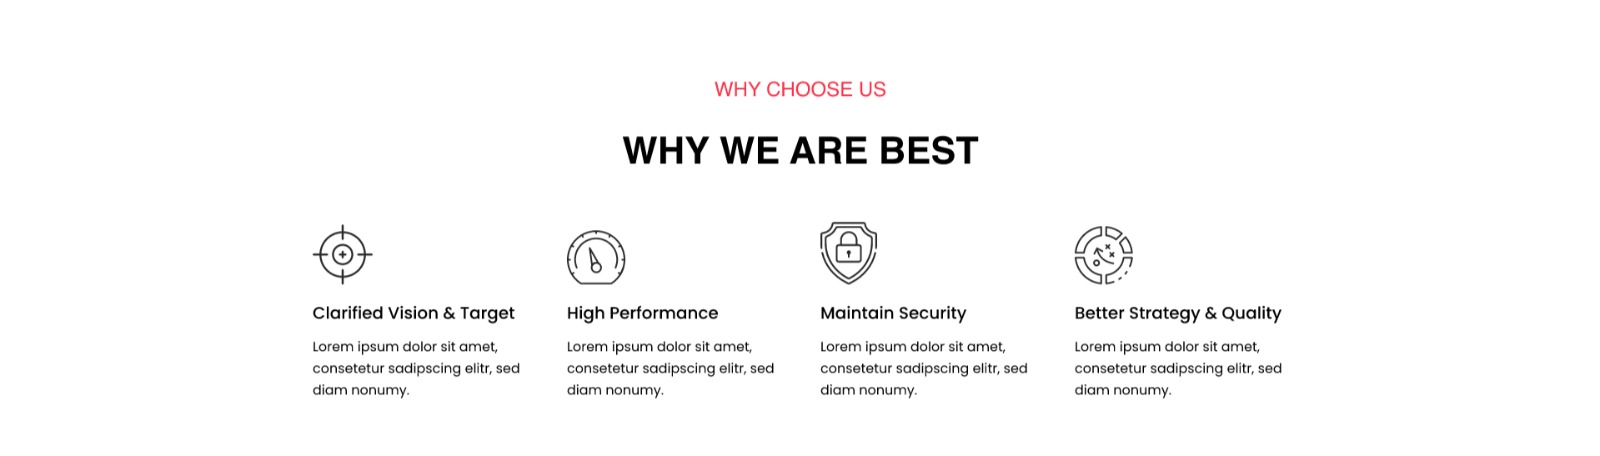 WHY CHOOSE US
WHY WE ARE BEST
Clarified Vision & Target
Lorem ipsum dolor sit amet,
consetetur sadipscing elitr, sed
diam nonumy.
High Performance
Lorem ipsum dolor sit amet,
consetetur sadipscing elitr, sed
diam nonumy.
Maintain Security
Lorem ipsum dolor sit amet,
consetetur sadipscing elitr, sed
diam nonumy.
Better Strategy & Quality
Lorem ipsum dolor sit amet,
consetetur sadipscing elitr, sed
diam nonumy.